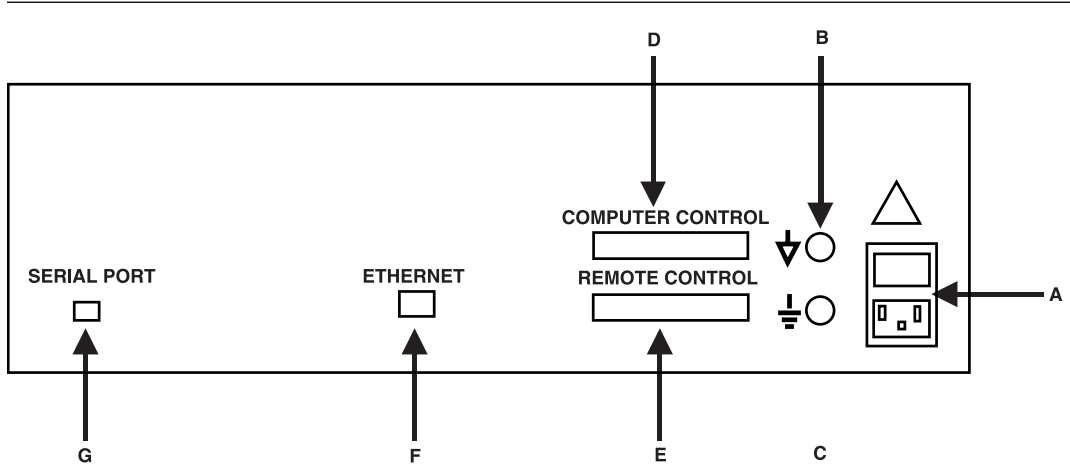 D B
COMPUTER CONTROL
SERIAL PORT ETHERNET REMOTE CONTROL
A
G F E C